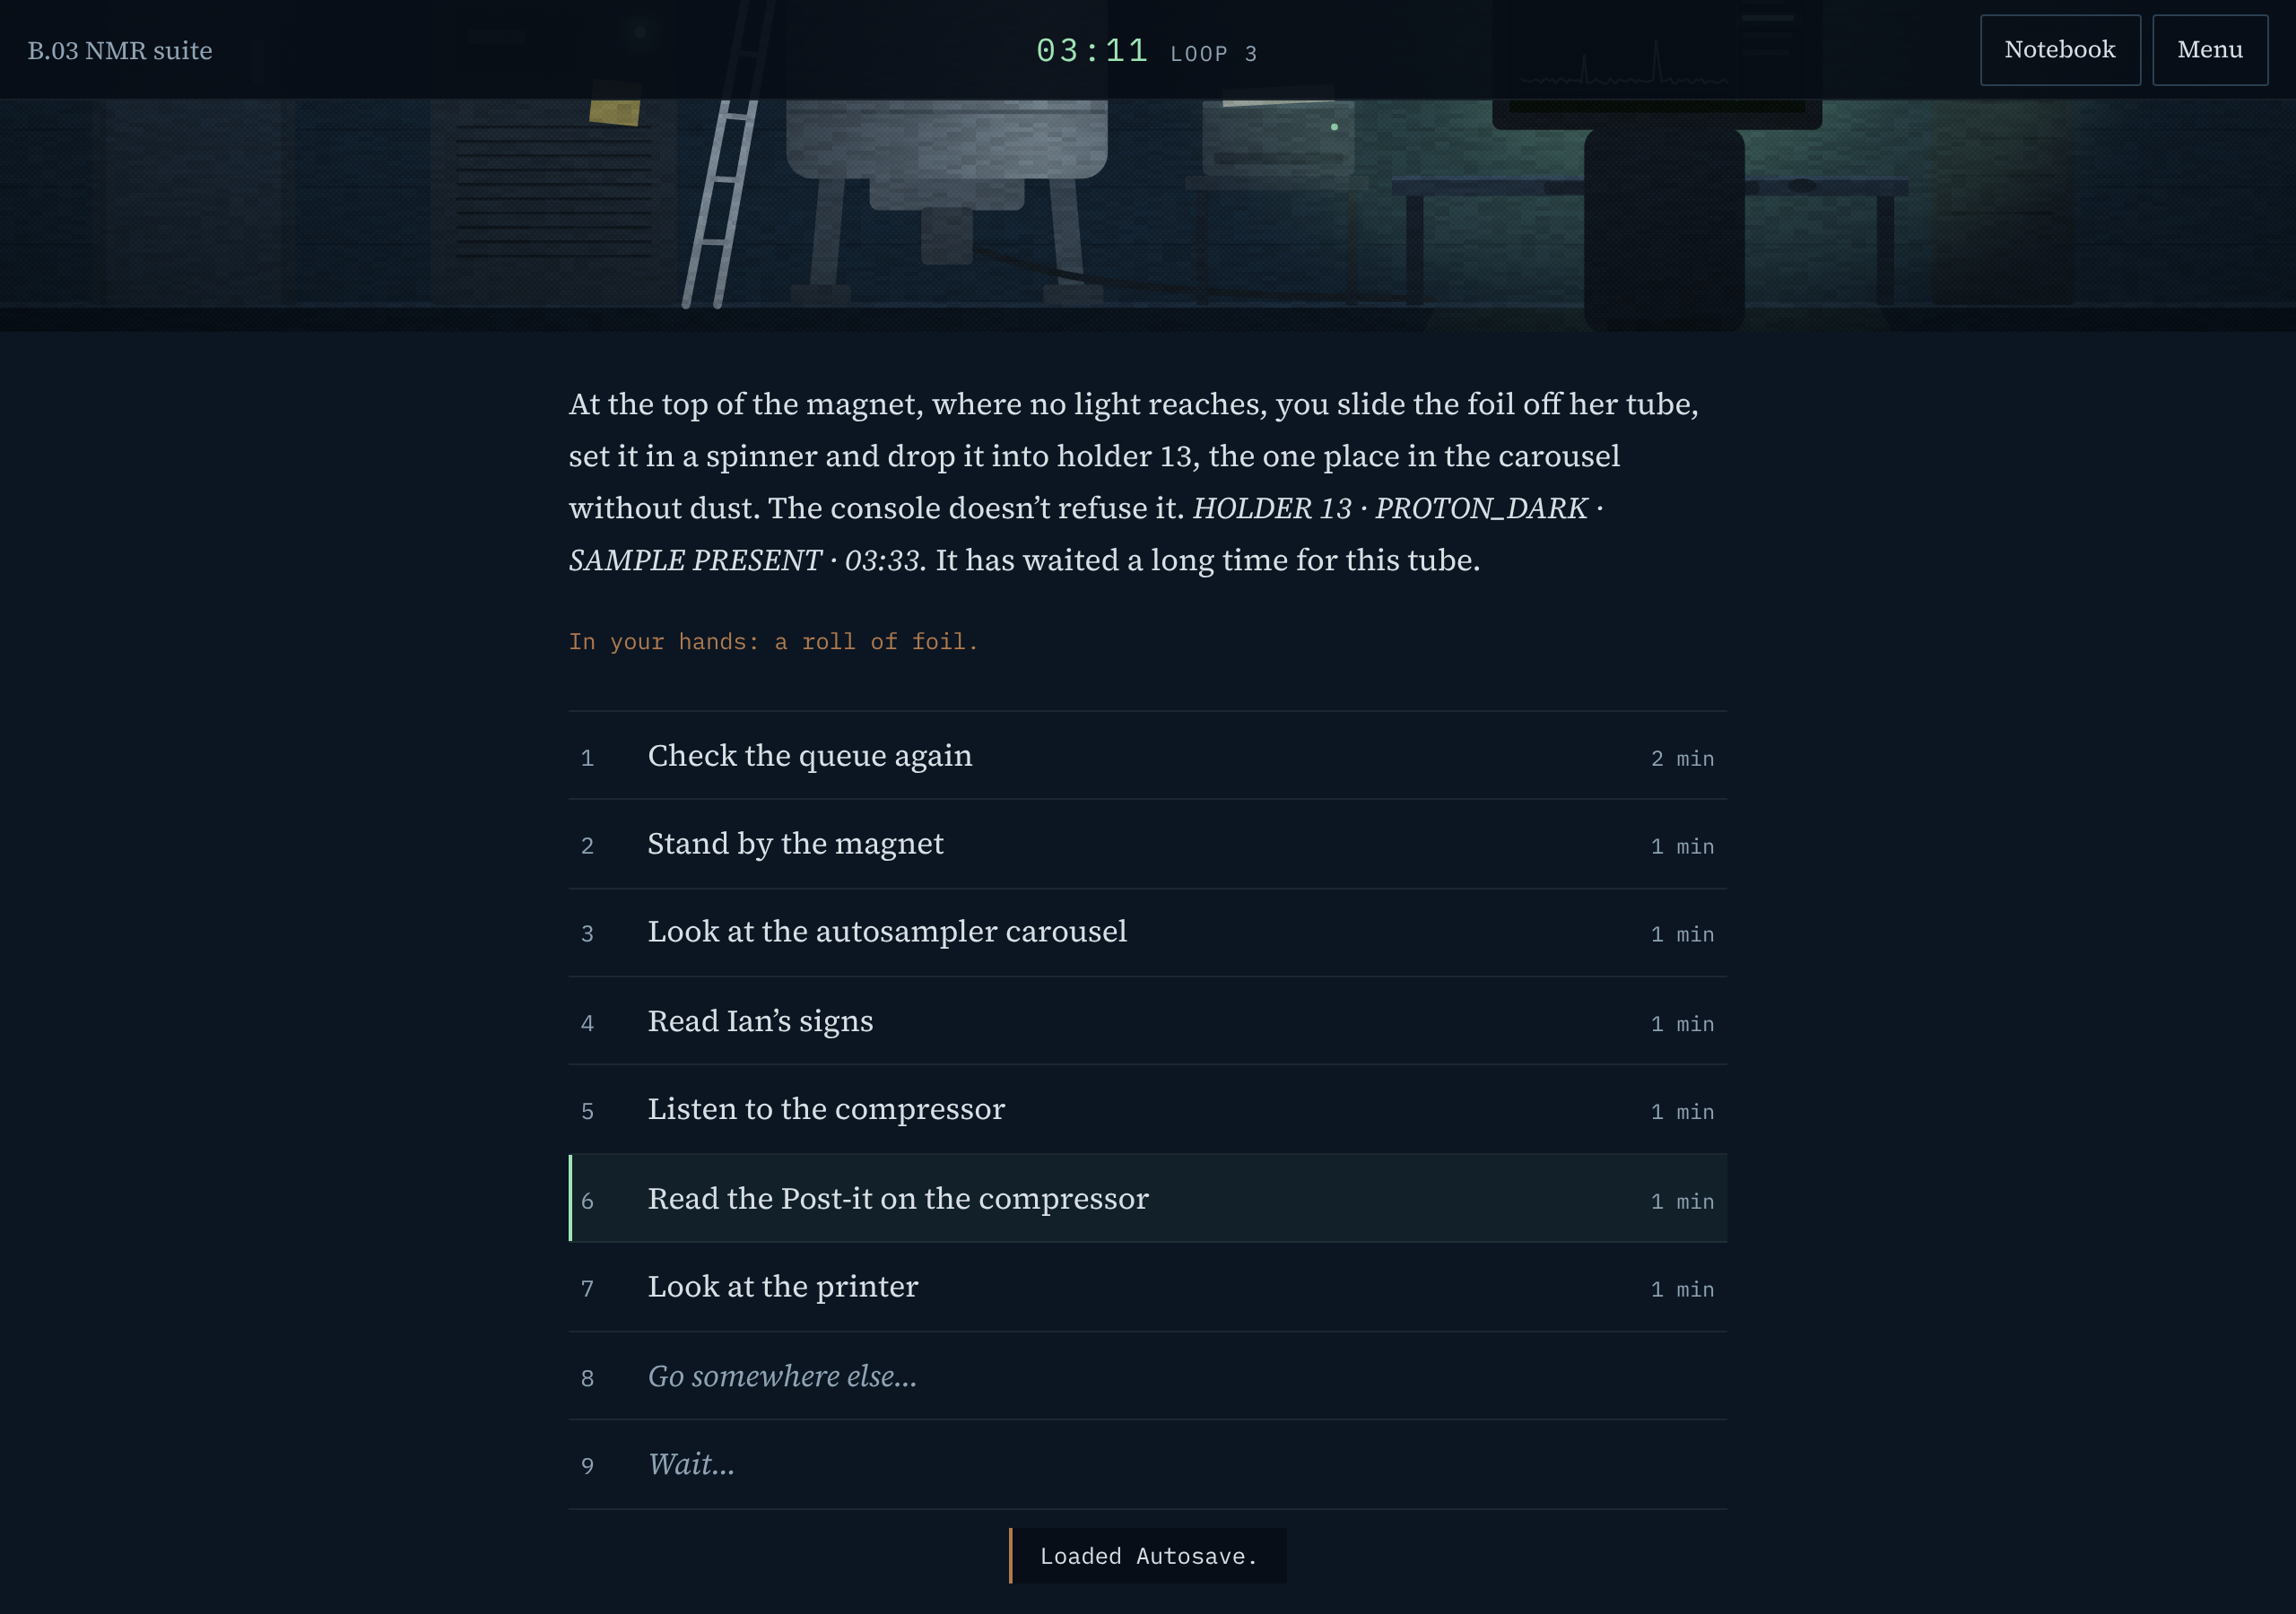 B.03 NMR suite
03:11 LOOP 3
Notebook
Menu
At the top of the magnet, where no light reaches, you slide the foil off her tube,
set it in a spinner and drop it into holder 13, the one place in the carousel
without dust. The console doesn’t refuse it. HOLDER 13 · PROTON_DARK ·
SAMPLE PRESENT · 03:33. It has waited a long time for this tube.
In your hands: a roll of foil.
1 Check the queue again 2 min
2 Stand by the magnet 1 min
3 Look at the autosampler carousel 1 min
4 Read Ian’s signs 1 min
5 Listen to the compressor 1 min
6 Read the Post-it on the compressor 1 min
7 Look at the printer 1 min
8 Go somewhere else…
9 Wait…
Loaded Autosave.